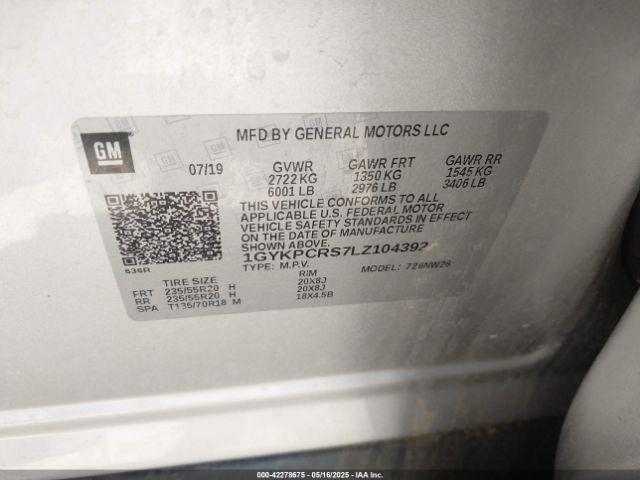 GM
MFD BY GENERAL MOTORS LLC
07/19 GVWR GAWR FRT GAWR RR
2722 KG 1350 KG 1545 KG
6001 LB 2976 LB 3406 LB
THIS VEHICLE CONFORMS TO ALL
APPLICABLE U.S. FEDERAL MOTOR
VEHICLE SAFETY STANDARDS IN EFFECT
ON THE DATE OF MANUFACTURE
SHOWN ABOVE.
1GYKPCRS7LZ104392
TYPE: M.P.V. MODEL: 726NW26
636R
TIRE SIZE RIM
FRT 235/55R20 H 20X8J
RR 235/55R20 H 20X8J
SPA T135/70R18 M 18X4.5B
000-42278675 - 05/16/2025 - IAA Inc.